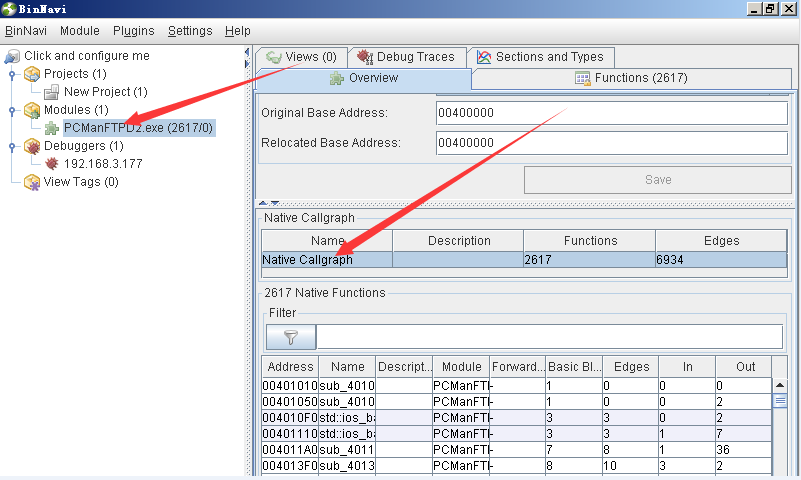 BinNavi
BinNavi Module Plugins Settings Help
Click and configure me
Projects (1)
New Project (1)
Modules (1)
PCManFTPD2.exe (2617/0)
Debuggers (1)
192.168.3.177
View Tags (0)
Views (0) Debug Traces Sections and Types
Overview Functions (2617)
Original Base Address: 00400000
Relocated Base Address: 00400000
Save
Native Callgraph
Name Description Functions Edges
Native Callgraph 2617 6934
2617 Native Functions
Filter
Address Name Descript... Module Forward... Basic Bl... Edges In Out
00401010 sub_4010 PCManFTI - 1 0 0 0
00401050 sub_4010 PCManFTI - 1 0 0 2
004010F0 std::ios_ba PCManFTI - 3 3 0 2
00401110 std::ios_ba PCManFTI - 3 3 1 7
004011A0 sub_4011 PCManFTI - 7 8 1 36
004013F0 sub_4013 PCManFTI - 8 10 3 2